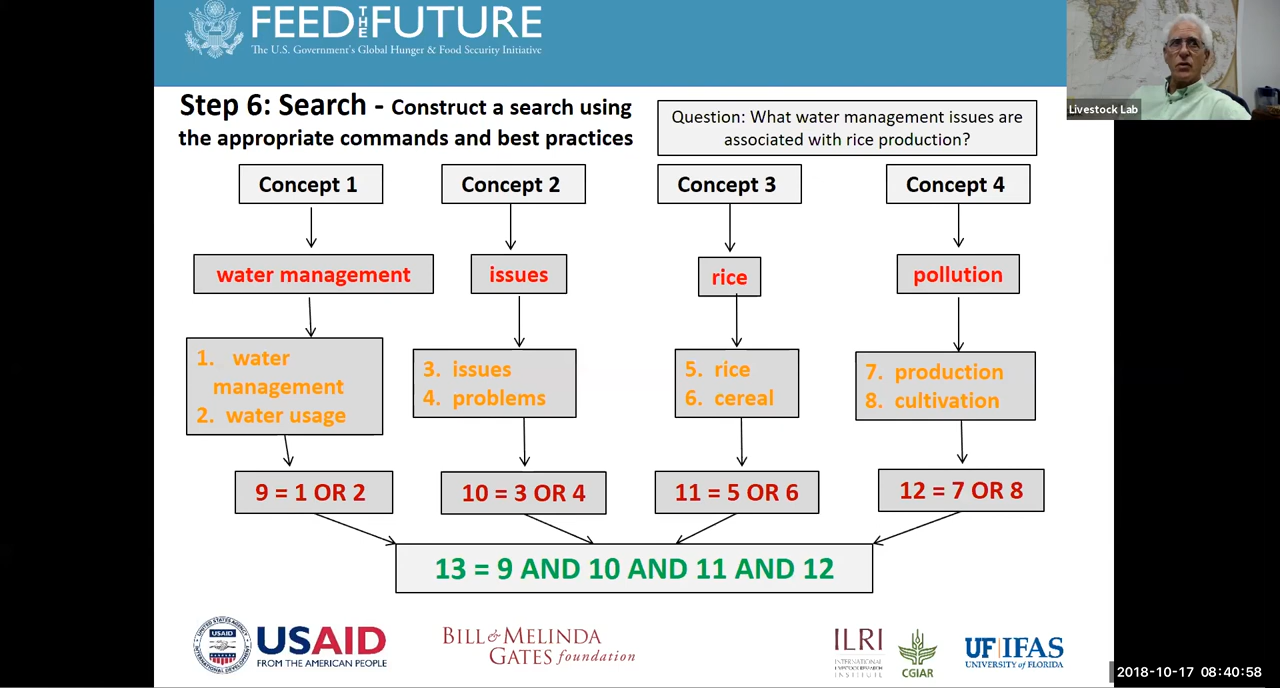 FEED THE FUTURE
The U.S. Government's Global Hunger & Food Security Initiative
Livestock Lab
Step 6: Search - Construct a search using
the appropriate commands and best practices
Question: What water management issues are
associated with rice production?
Concept 1
Concept 2
Concept 3
Concept 4
water management
issues
rice
pollution
1. water
management
2. water usage
3. issues
4. problems
5. rice
6. cereal
7. production
8. cultivation
9 = 1 OR 2
10 = 3 OR 4
11 = 5 OR 6
12 = 7 OR 8
13 = 9 AND 10 AND 11 AND 12
USAID
USAID
FROM THE AMERICAN PEOPLE
BILL & MELINDA
GATES foundation
ILRI
INTERNATIONAL
LIVESTOCK RESEARCH
INSTITUTE
CGIAR
UF IFAS
UNIVERSITY of FLORIDA
2018-10-17 08:40:58